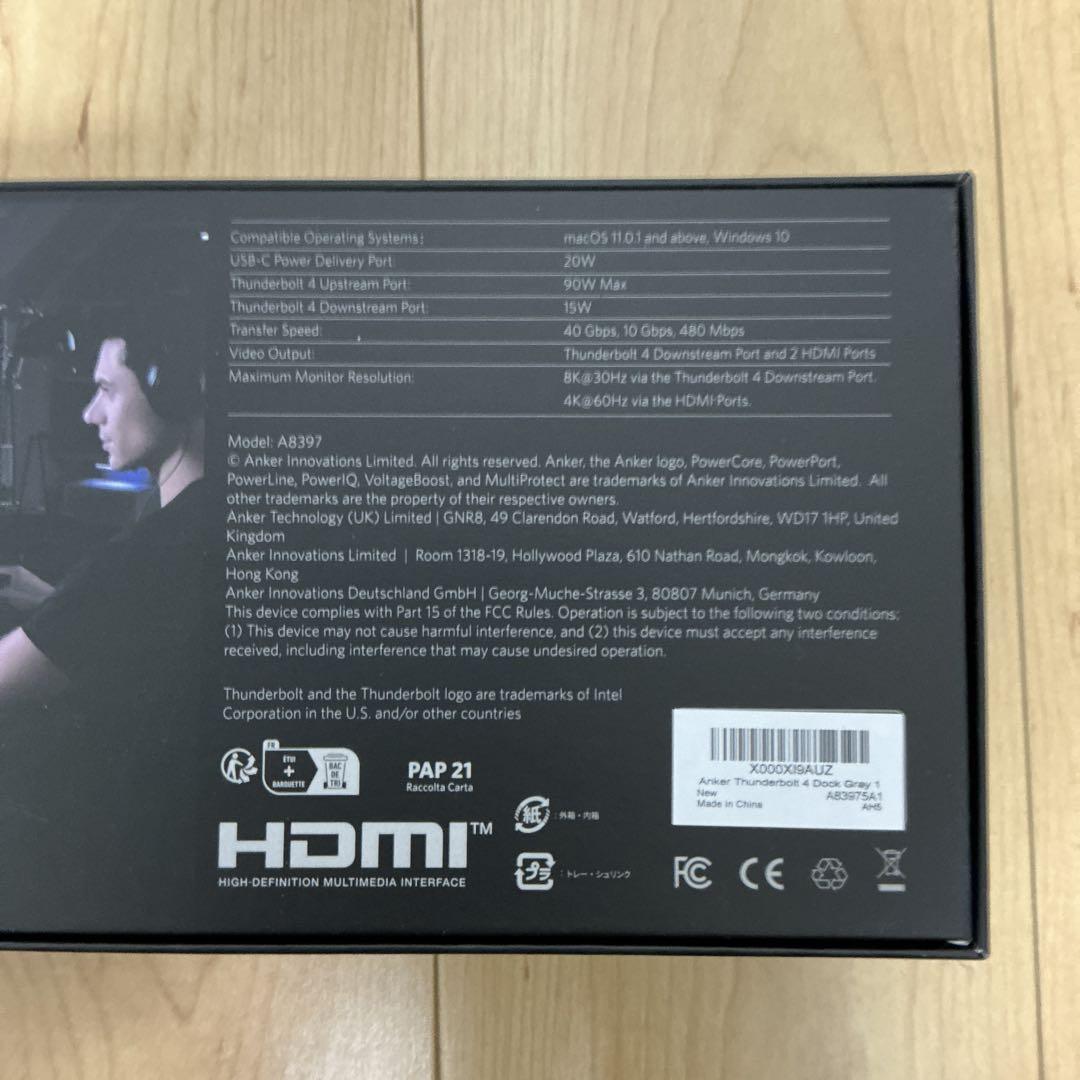 Compatible Operating Systems: macOS 11.0.1 and above, Windows 10
USB-C Power Delivery Port: 20W
Thunderbolt 4 Upstream Port: 90W Max
Thunderbolt 4 Downstream Port: 15W
Transfer Speed: 40 Gbps, 10 Gbps, 480 Mbps
Video Output: Thunderbolt 4 Downstream Port and 2 HDMI Ports
Maximum Monitor Resolution: 8K@30Hz via the Thunderbolt 4 Downstream Port.
4K@60Hz via the HDMI Ports.
Model: A8397
© Anker Innovations Limited. All rights reserved. Anker, the Anker logo, PowerCore, PowerPort,
PowerLine, PowerIQ, VoltageBoost, and MultiProtect are trademarks of Anker Innovations Limited. All
other trademarks are the property of their respective owners.
Anker Technology (UK) Limited | GNR8, 49 Clarendon Road, Watford, Hertfordshire, WD17 1HP, United
Kingdom
Anker Innovations Limited | Room 1318-19, Hollywood Plaza, 610 Nathan Road, Mongkok, Kowloon,
Hong Kong
Anker Innovations Deutschland GmbH | Georg-Muche-Strasse 3, 80807 Munich, Germany
This device complies with Part 15 of the FCC Rules. Operation is subject to the following two conditions:
(1) This device may not cause harmful interference, and (2) this device must accept any interference
received, including interference that may cause undesired operation.
Thunderbolt and the Thunderbolt logo are trademarks of Intel
Corporation in the U.S. and/or other countries
FR
ÉTUI
+
BARQUETTE
BAC
DE
TRI
PAP 21
Raccolta Carta
HDMI™
HIGH-DEFINITION MULTIMEDIA INTERFACE
紙 : 外箱・内箱
プラ : トレー・シュリンク
X000XI9AUZ
Anker Thunderbolt 4 Dock Gray 1
New A83975A1
Made in China AH5
FC CE